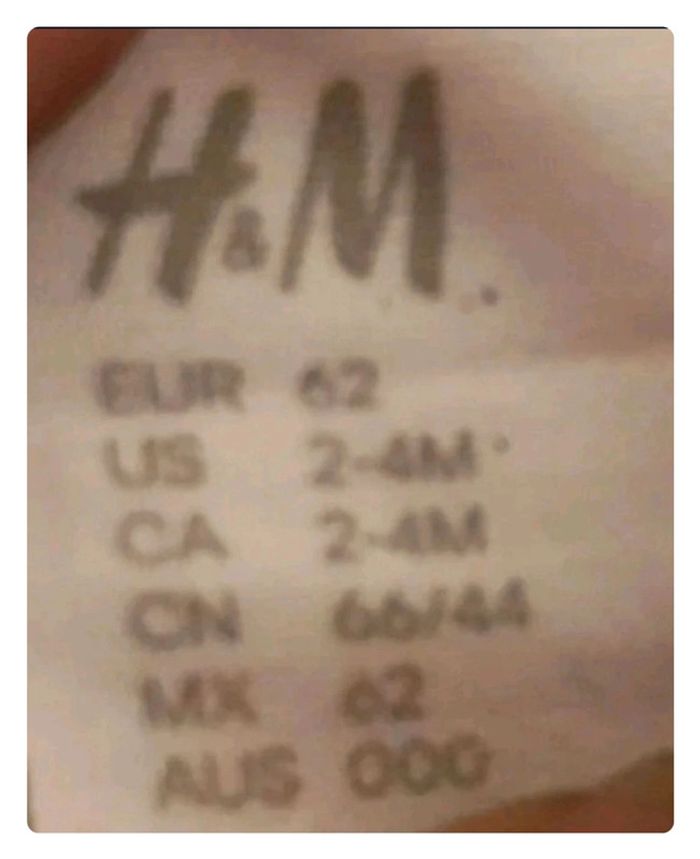 H&M
EUR 62
US 2-4M
CA 2-4M
CN 66/44
MX 62
AUS 000